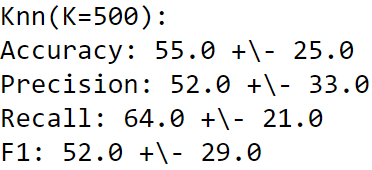 Knn(K=500):
Accuracy: 55.0 +\- 25.0
Precision: 52.0 +\- 33.0
Recall: 64.0 +\- 21.0
F1: 52.0 +\- 29.0